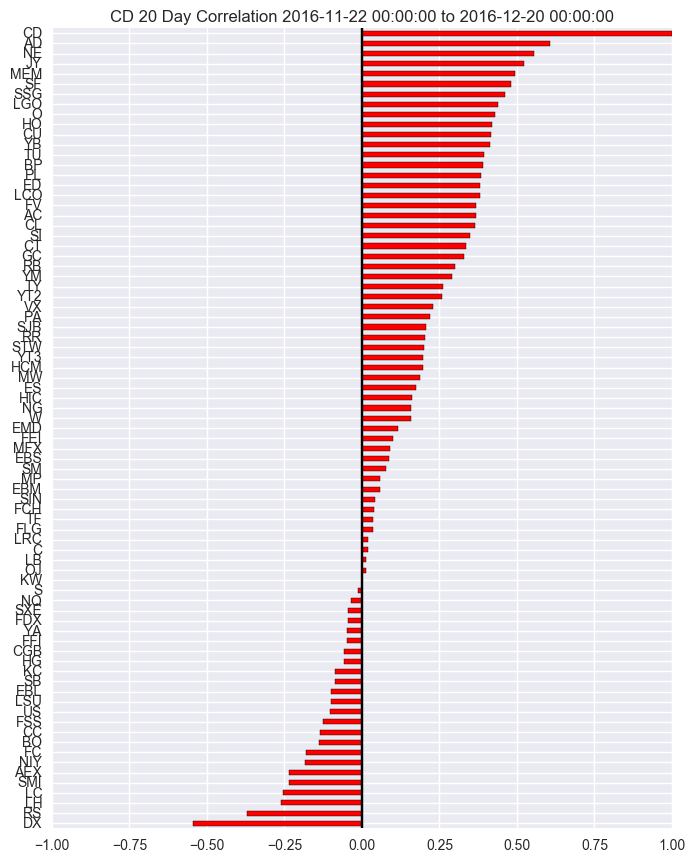 CD 20 Day Correlation 2016-11-22 00:00:00 to 2016-12-20 00:00:00
CD
AD
NE
JY
MEM
SF
SSG
LGO
O
HO
CU
YB
TU
BP
PL
ED
LCO
FV
AC
CL
SI
CT
GC
RB
YM
TY
YT2
VX
PA
SJB
RR
STW
YT3
HCM
MW
ES
HIC
NG
W
EMD
MFX
EBS
SM
MP
EBM
SIN
FCH
TF
FLG
LRC
C
LB
OJ
KW
S
NQ
SXE
FDX
YA
CGB
HG
KC
SB
EBL
LSU
US
FSS
CC
BO
FC
NIY
AEX
SMI
LC
LH
RS
DX
−1.00 −0.75 −0.50 −0.25 0.00 0.25 0.50 0.75 1.00